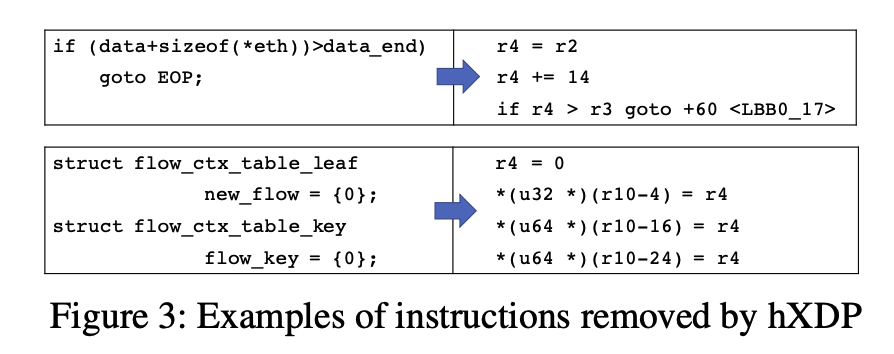 if (data+sizeof(*eth))>data_end)
goto EOP;
r4 = r2
r4 += 14
if r4 > r3 goto +60 <LBB0_17>
struct flow_ctx_table_leaf
new_flow = {0};
struct flow_ctx_table_key
flow_key = {0};
r4 = 0
*(u32 *)(r10-4) = r4
*(u64 *)(r10-16) = r4
*(u64 *)(r10-24) = r4
Figure 3: Examples of instructions removed by hXDP